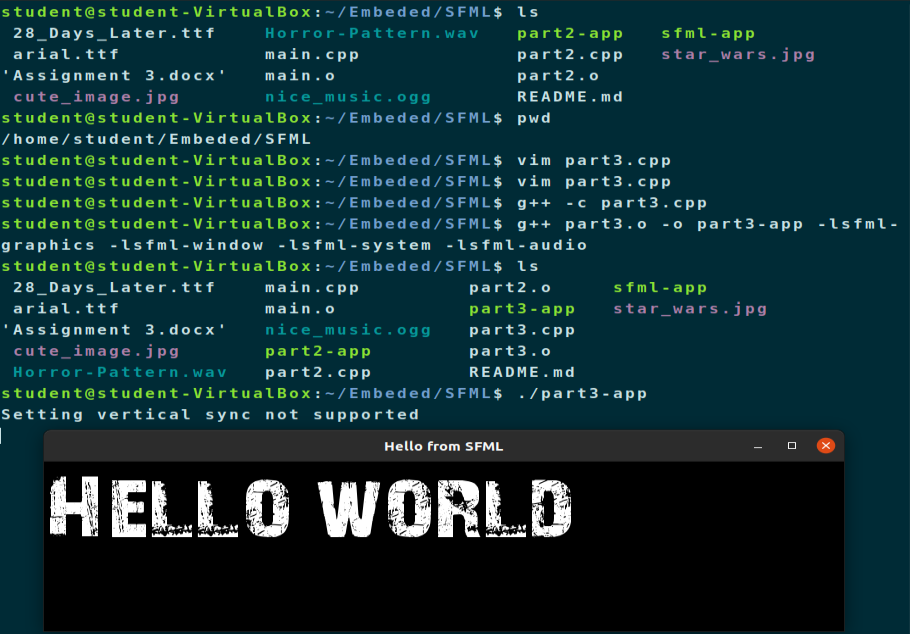 student@student-VirtualBox:~/Embeded/SFML$ ls
28_Days_Later.ttf Horror-Pattern.wav part2-app sfml-app
arial.ttf main.cpp part2.cpp star_wars.jpg
'Assignment 3.docx' main.o part2.o
cute_image.jpg nice_music.ogg README.md
student@student-VirtualBox:~/Embeded/SFML$ pwd
/home/student/Embeded/SFML
student@student-VirtualBox:~/Embeded/SFML$ vim part3.cpp
student@student-VirtualBox:~/Embeded/SFML$ vim part3.cpp
student@student-VirtualBox:~/Embeded/SFML$ g++ -c part3.cpp
student@student-VirtualBox:~/Embeded/SFML$ g++ part3.o -o part3-app -lsfml-
graphics -lsfml-window -lsfml-system -lsfml-audio
student@student-VirtualBox:~/Embeded/SFML$ ls
28_Days_Later.ttf main.cpp part2.o sfml-app
arial.ttf main.o part3-app star_wars.jpg
'Assignment 3.docx' nice_music.ogg part3.cpp
cute_image.jpg part2-app part3.o
Horror-Pattern.wav part2.cpp README.md
student@student-VirtualBox:~/Embeded/SFML$ ./part3-app
Setting vertical sync not supported
Hello from SFML
HELLO WORLD